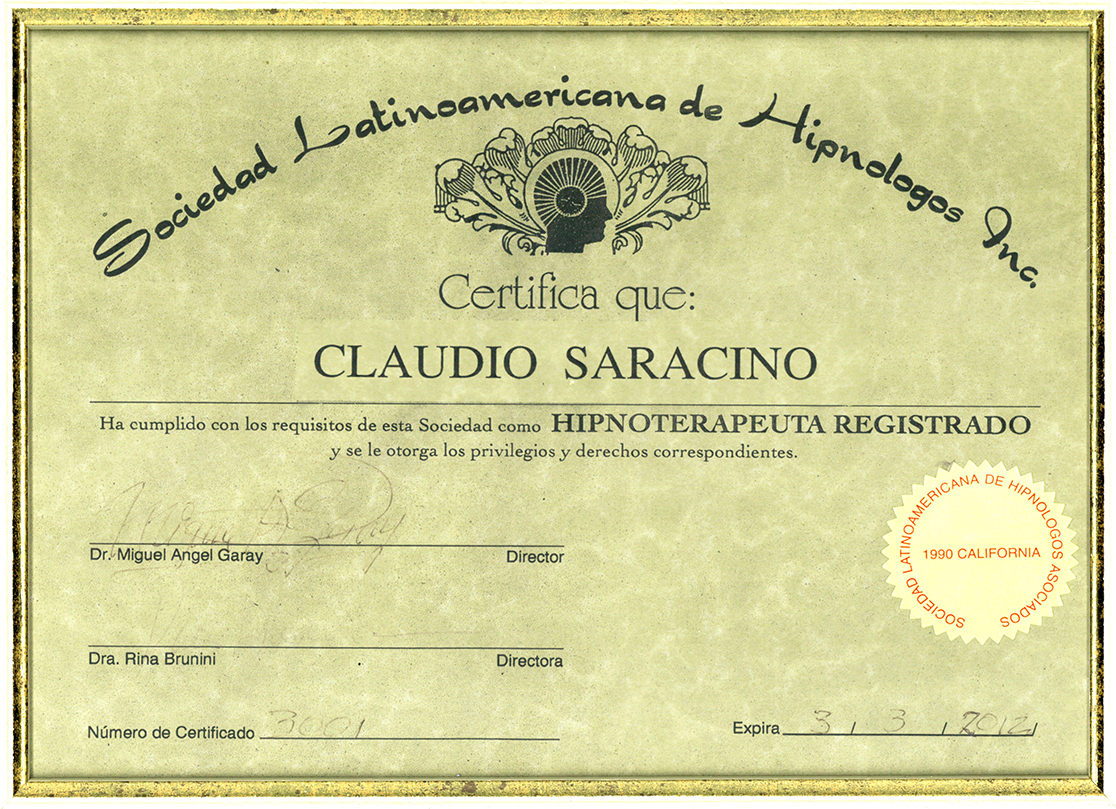 Sociedad Latinoamericana de Hipnologos Inc.
Certifica que:
CLAUDIO SARACINO
Ha cumplido con los requisitos de esta Sociedad como HIPNOTERAPEUTA REGISTRADO
y se le otorga los privilegios y derechos correspondientes.
Dr. Miguel Angel Garay Director
SOCIEDAD LATINOAMERICANA DE HIPNOLOGOS ASOCIADOS
1990 CALIFORNIA
Dra. Rina Brunini Directora
Número de Certificado 3001
Expira 3 / 3 / 2012